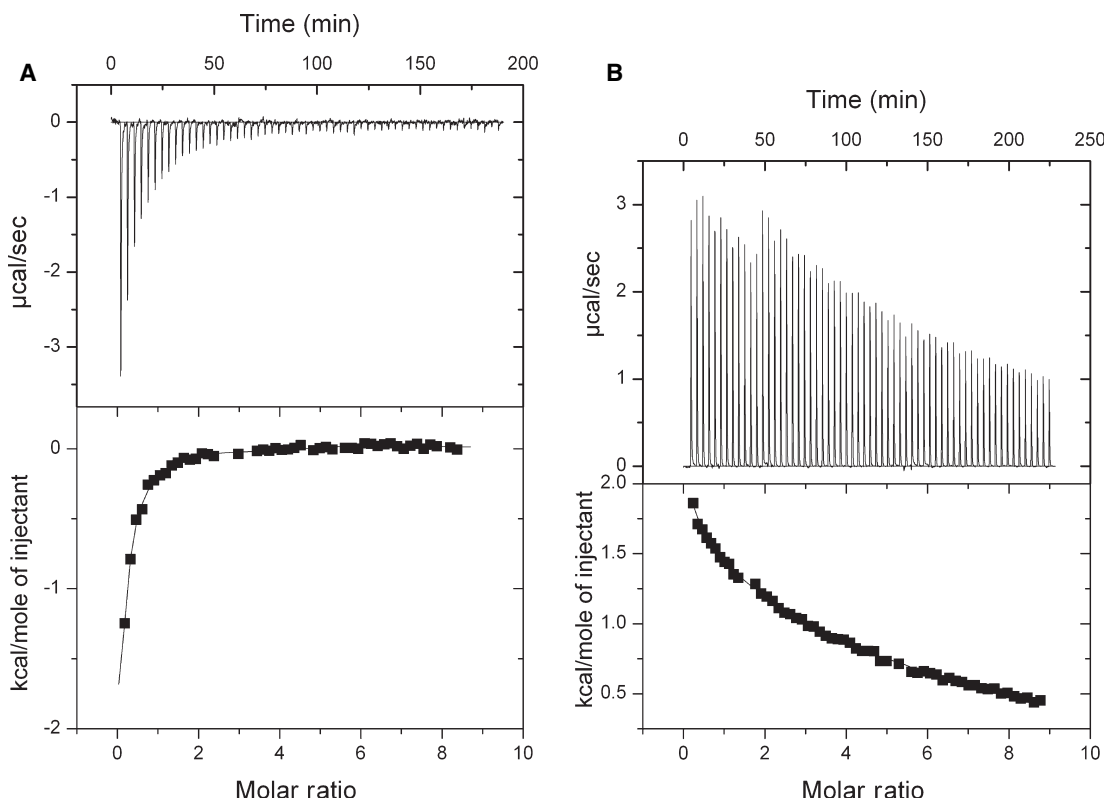 A
Time (min)
0 50 100 150 200
0
-1
-2
-3
µcal/sec
0
-1
-2
kcal/mole of injectant
0 2 4 6 8 10
Molar ratio
B
Time (min)
0 50 100 150 200 250
3
2
1
0
µcal/sec
2.0
1.5
1.0
0.5
kcal/mole of injectant
0 2 4 6 8 10
Molar ratio